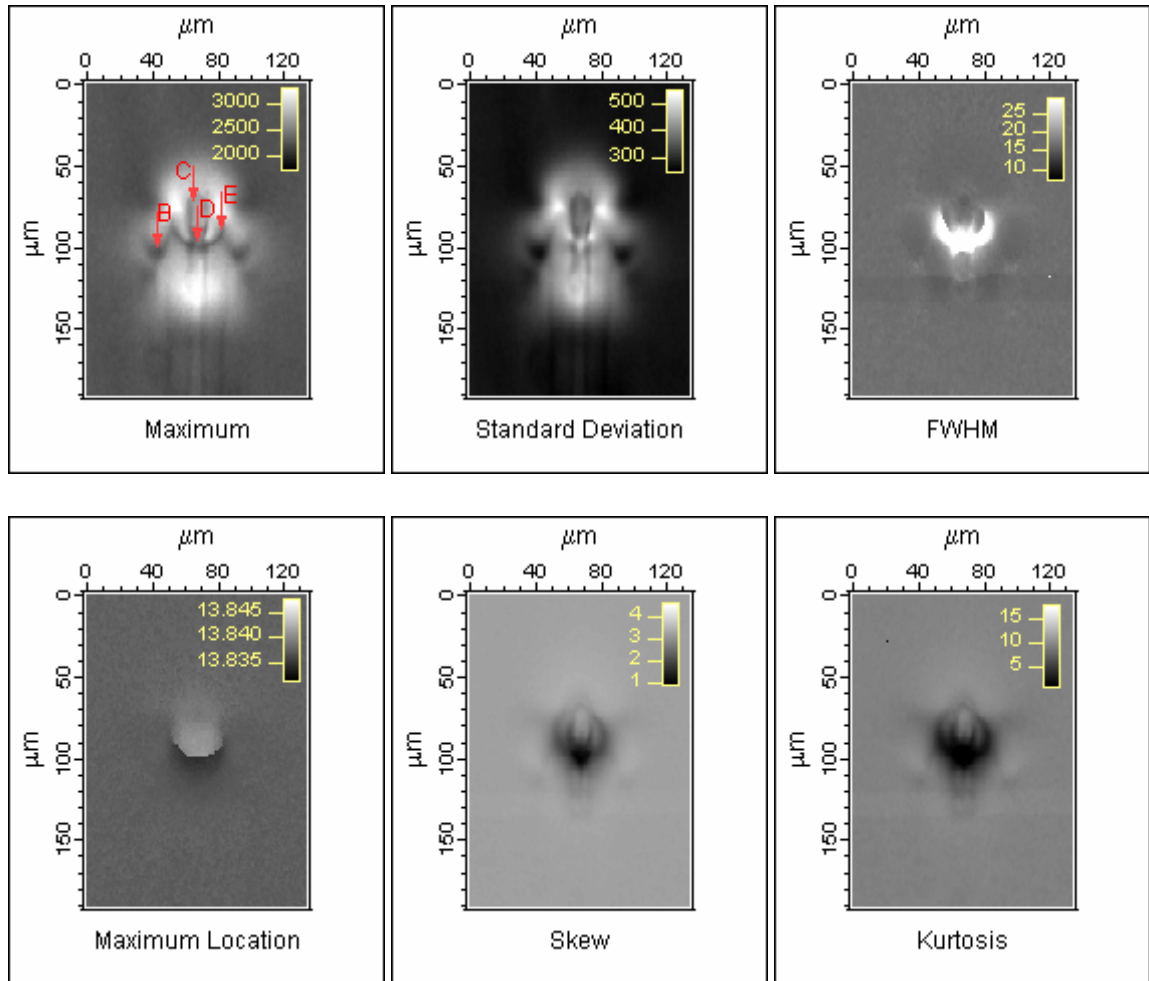 μm
0 40 80 120
0
50
100
150
μm
3000
2500
2000
C
E
B
D
Maximum
μm
0 40 80 120
0
50
100
150
μm
500
400
300
Standard Deviation
μm
0 40 80 120
0
50
100
150
μm
25
20
15
10
FWHM
μm
0 40 80 120
0
50
100
150
μm
13.845
13.840
13.835
Maximum Location
μm
0 40 80 120
0
50
100
150
μm
4
3
2
1
Skew
μm
0 40 80 120
0
50
100
150
μm
15
10
5
Kurtosis